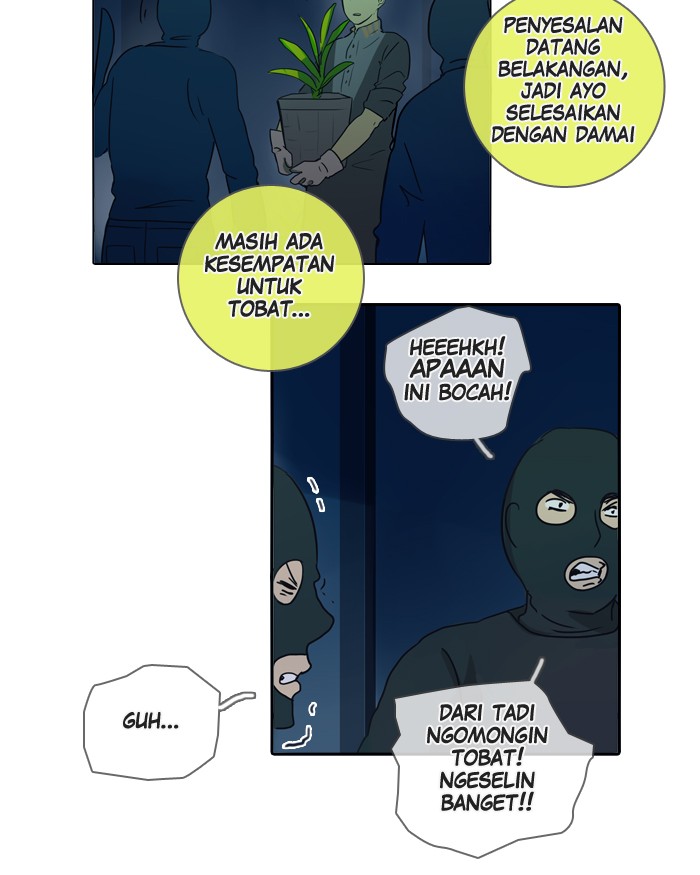 PENYESALAN
DATANG
BELAKANGAN,
JADI AYO
SELESAIKAN
DENGAN DAMAI
MASIH ADA
KESEMPATAN
UNTUK
TOBAT...
HEEEHKH!
APAAAN
INI BOCAH!
GUH...
DARI TADI
NGOMONGIN
TOBAT!
NGESELIN
BANGET!!